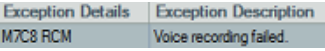 Exception Details Exception Description
M7C8 RCM Voice recording failed.